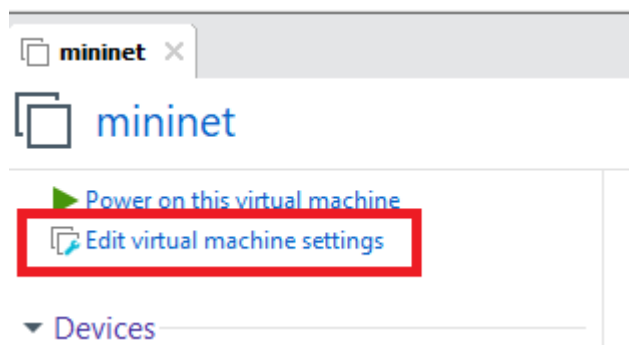 mininet
mininet
Power on this virtual machine
Edit virtual machine settings
Devices